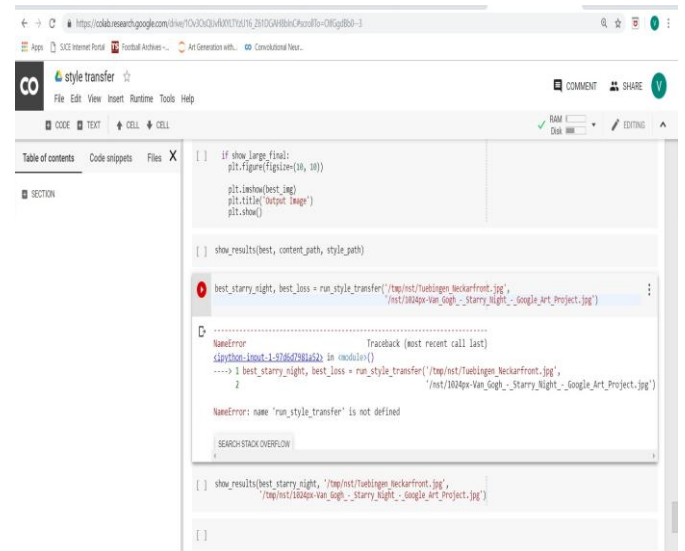 Apps SJCE Internet Portal Football Archives - ... Art Generation with... Convolutional Neur...
CO style transfer
COMMENT SHARE V
File Edit View Insert Runtime Tools Help
CODE TEXT CELL CELL RAM Disk EDITING
Table of contents Code snippets Files X
SECTION
[ ] if show_large_final:
plt.figure(figsize=(10, 10))
plt.imshow(best_img)
plt.title('Output Image')
plt.show()
[ ] show_results(best, content_path, style_path)
best_starry_night, best_loss = run_style_transfer('/tmp/nst/Tuebingen_Neckarfront.jpg',
'/nst/1024px-Van_Gogh_-_Starry_Night_-_Google_Art_Project.jpg')
---------------------------------------------------------------------------
NameError Traceback (most recent call last)
<ipython-input-1-97d6d7981a52> in <module>()
----> 1 best_starry_night, best_loss = run_style_transfer('/tmp/nst/Tuebingen_Neckarfront.jpg',
2 '/nst/1024px-Van_Gogh_-_Starry_Night_-_Google_Art_Project.jpg')
NameError: name 'run_style_transfer' is not defined
SEARCH STACK OVERFLOW
[ ] show_results(best_starry_night, '/tmp/nst/Tuebingen_Neckarfront.jpg',
'/tmp/nst/1024px-Van_Gogh_-_Starry_Night_-_Google_Art_Project.jpg')
[ ]